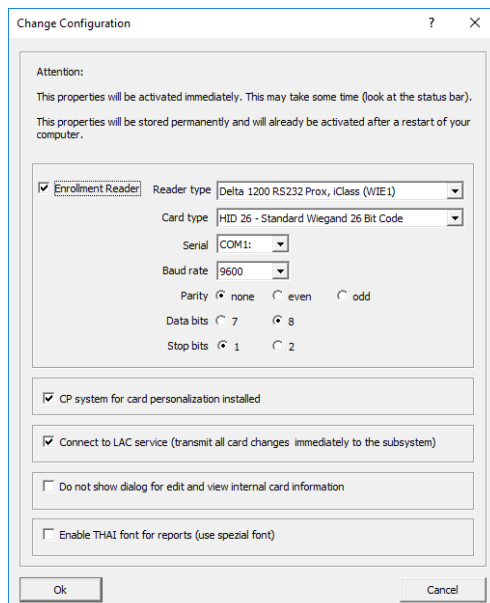 Change Configuration
?
Attention:
This properties will be activated immediately. This may take some time (look at the status bar).
This properties will be stored permanently and will already be activated after a restart of your
computer.
Enrollment Reader Reader type Delta 1200 RS232 Prox, iClass (WIE1)
Card type HID 26 - Standard Wiegand 26 Bit Code
Serial COM1:
Baud rate 9600
Parity none even odd
Data bits 7 8
Stop bits 1 2
CP system for card personalization installed
Connect to LAC service (transmit all card changes immediately to the subsystem)
Do not show dialog for edit and view internal card information
Enable THAI font for reports (use spezial font)
Ok Cancel